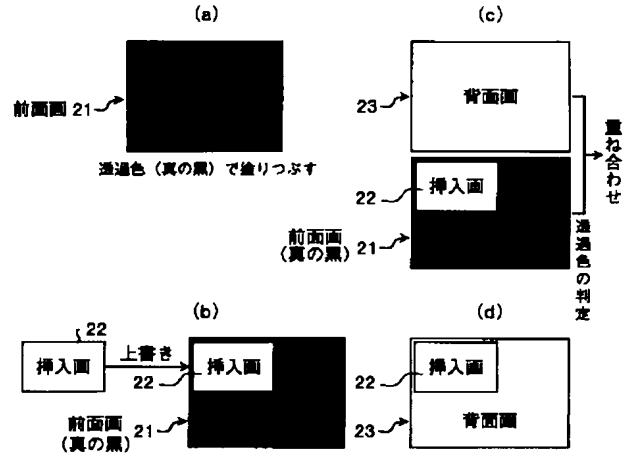 (a)
前面画 21
透過色（真の黒）で塗りつぶす
(c)
23
背面画
22
挿入画
前面画
(真の黒) 21
重ね合わせ
透過色の判定
(b)
22
挿入画
上書き
22
挿入画
前面画
(真の黒) 21
(d)
22
挿入画
23
背面画